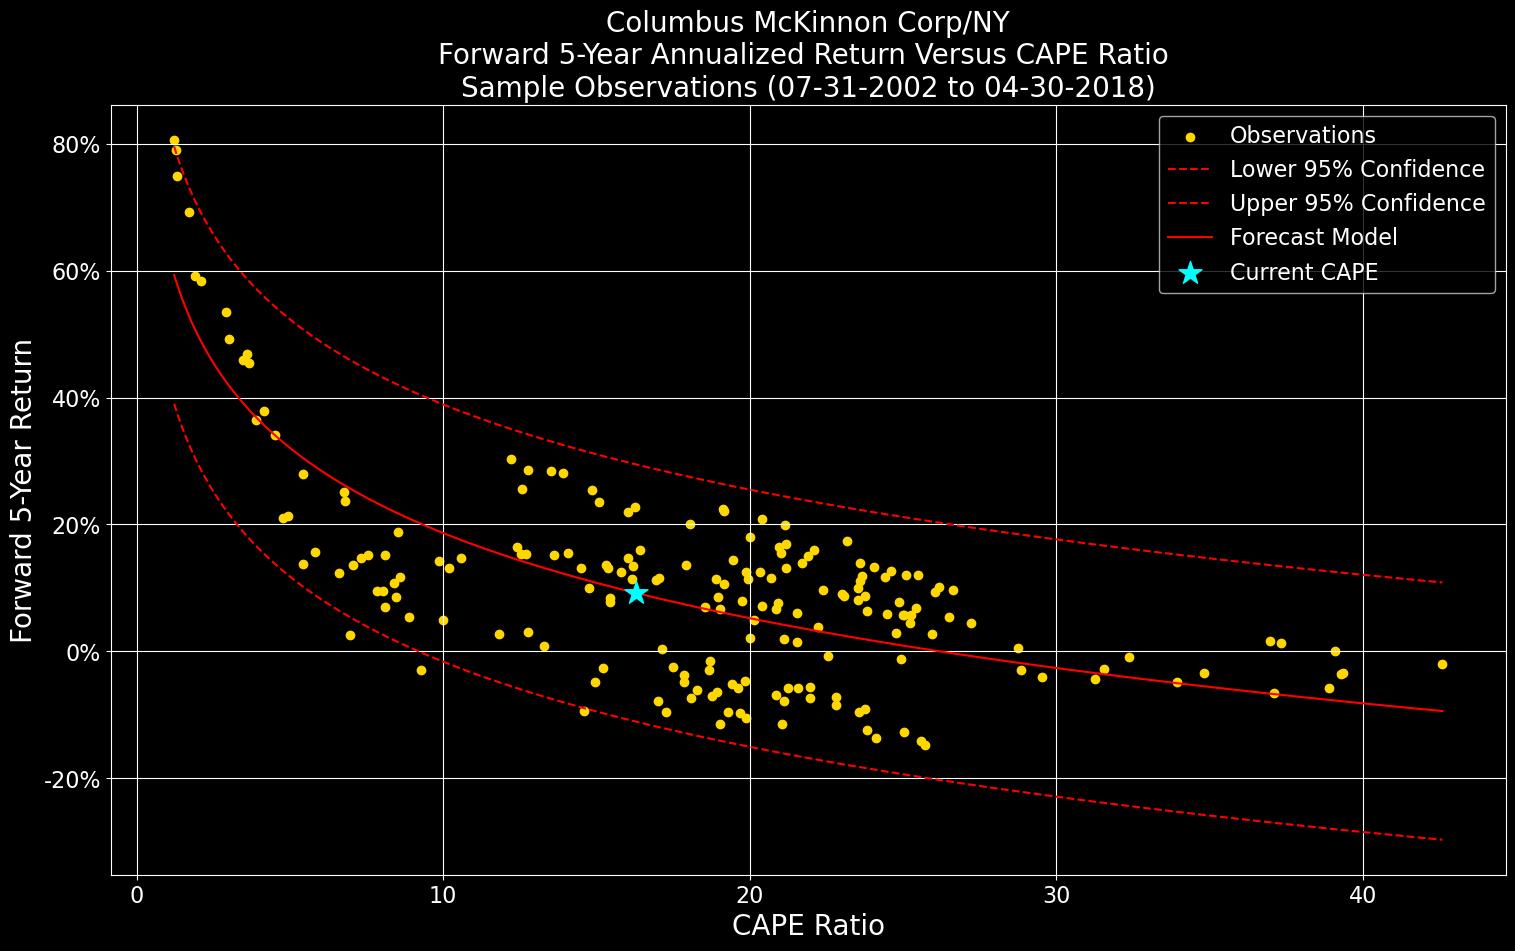 Columbus McKinnon Corp/NY
Forward 5-Year Annualized Return Versus CAPE Ratio
Sample Observations (07-31-2002 to 04-30-2018)
Observations
Lower 95% Confidence
Upper 95% Confidence
Forecast Model
Current CAPE
80%
60%
40%
20%
0%
-20%
Forward 5-Year Return
0 10 20 30 40
CAPE Ratio